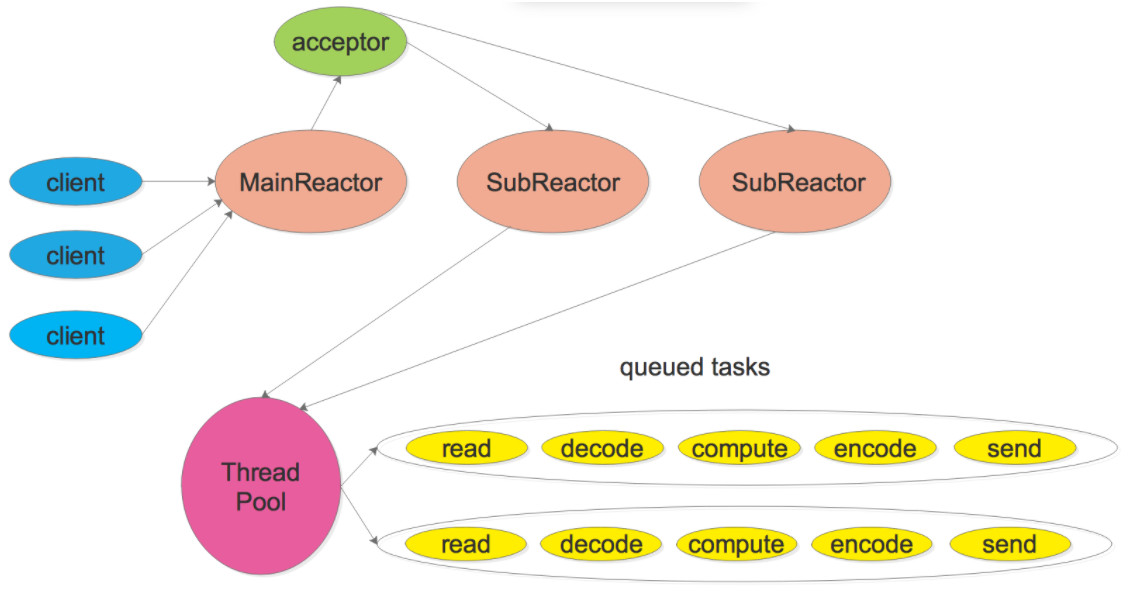 acceptor
client
MainReactor
SubReactor
SubReactor
client
client
queued tasks
Thread
Pool
read
decode
compute
encode
send
read
decode
compute
encode
send